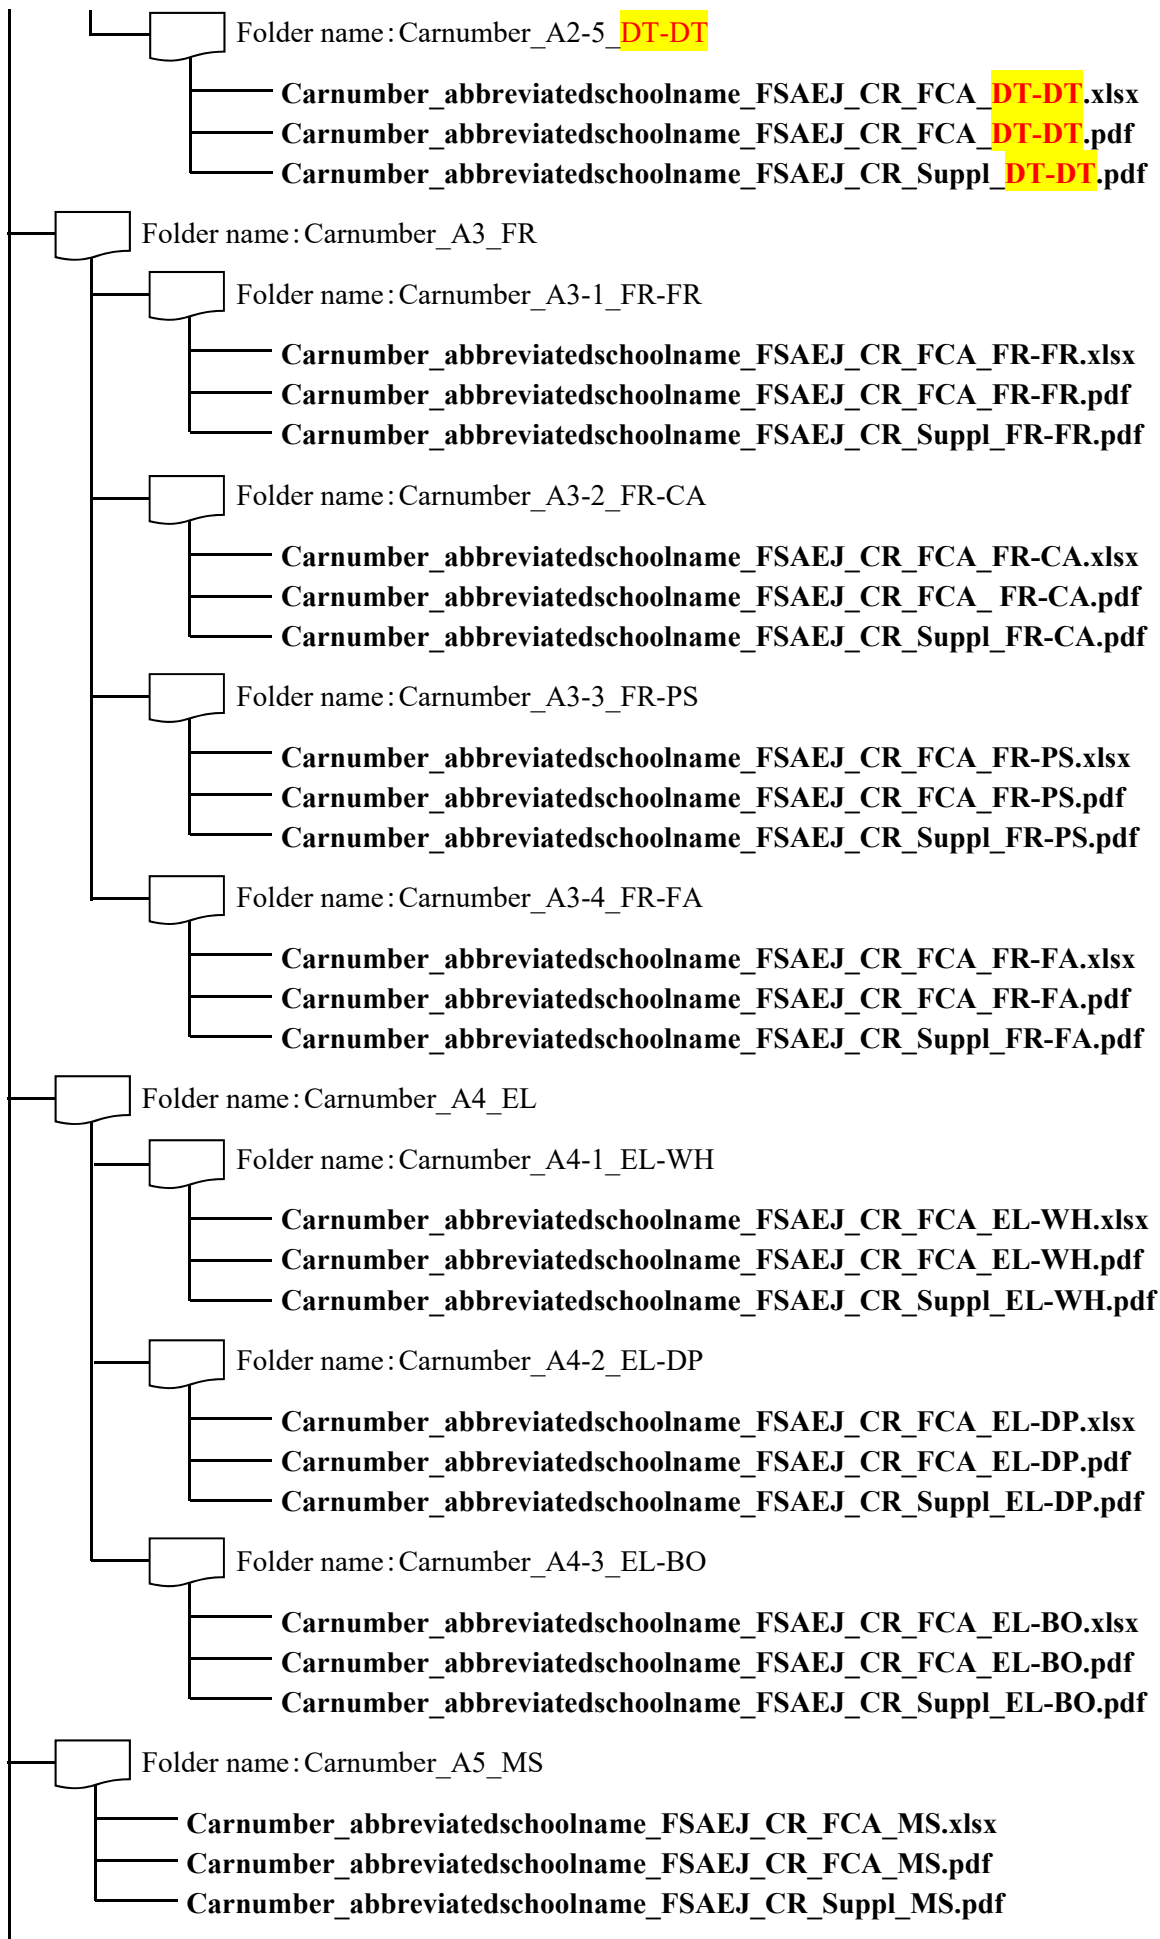 Folder name:Carnumber_A2-5_DT-DT
Carnumber_abbreviatedschoolname_FSAEJ_CR_FCA_DT-DT.xlsx
Carnumber_abbreviatedschoolname_FSAEJ_CR_FCA_DT-DT.pdf
Carnumber_abbreviatedschoolname_FSAEJ_CR_Suppl_DT-DT.pdf
Folder name:Carnumber_A3_FR
Folder name:Carnumber_A3-1_FR-FR
Carnumber_abbreviatedschoolname_FSAEJ_CR_FCA_FR-FR.xlsx
Carnumber_abbreviatedschoolname_FSAEJ_CR_FCA_FR-FR.pdf
Carnumber_abbreviatedschoolname_FSAEJ_CR_Suppl_FR-FR.pdf
Folder name:Carnumber_A3-2_FR-CA
Carnumber_abbreviatedschoolname_FSAEJ_CR_FCA_FR-CA.xlsx
Carnumber_abbreviatedschoolname_FSAEJ_CR_FCA_ FR-CA.pdf
Carnumber_abbreviatedschoolname_FSAEJ_CR_Suppl_FR-CA.pdf
Folder name:Carnumber_A3-3_FR-PS
Carnumber_abbreviatedschoolname_FSAEJ_CR_FCA_FR-PS.xlsx
Carnumber_abbreviatedschoolname_FSAEJ_CR_FCA_FR-PS.pdf
Carnumber_abbreviatedschoolname_FSAEJ_CR_Suppl_FR-PS.pdf
Folder name:Carnumber_A3-4_FR-FA
Carnumber_abbreviatedschoolname_FSAEJ_CR_FCA_FR-FA.xlsx
Carnumber_abbreviatedschoolname_FSAEJ_CR_FCA_FR-FA.pdf
Carnumber_abbreviatedschoolname_FSAEJ_CR_Suppl_FR-FA.pdf
Folder name:Carnumber_A4_EL
Folder name:Carnumber_A4-1_EL-WH
Carnumber_abbreviatedschoolname_FSAEJ_CR_FCA_EL-WH.xlsx
Carnumber_abbreviatedschoolname_FSAEJ_CR_FCA_EL-WH.pdf
Carnumber_abbreviatedschoolname_FSAEJ_CR_Suppl_EL-WH.pdf
Folder name:Carnumber_A4-2_EL-DP
Carnumber_abbreviatedschoolname_FSAEJ_CR_FCA_EL-DP.xlsx
Carnumber_abbreviatedschoolname_FSAEJ_CR_FCA_EL-DP.pdf
Carnumber_abbreviatedschoolname_FSAEJ_CR_Suppl_EL-DP.pdf
Folder name:Carnumber_A4-3_EL-BO
Carnumber_abbreviatedschoolname_FSAEJ_CR_FCA_EL-BO.xlsx
Carnumber_abbreviatedschoolname_FSAEJ_CR_FCA_EL-BO.pdf
Carnumber_abbreviatedschoolname_FSAEJ_CR_Suppl_EL-BO.pdf
Folder name:Carnumber_A5_MS
Carnumber_abbreviatedschoolname_FSAEJ_CR_FCA_MS.xlsx
Carnumber_abbreviatedschoolname_FSAEJ_CR_FCA_MS.pdf
Carnumber_abbreviatedschoolname_FSAEJ_CR_Suppl_MS.pdf